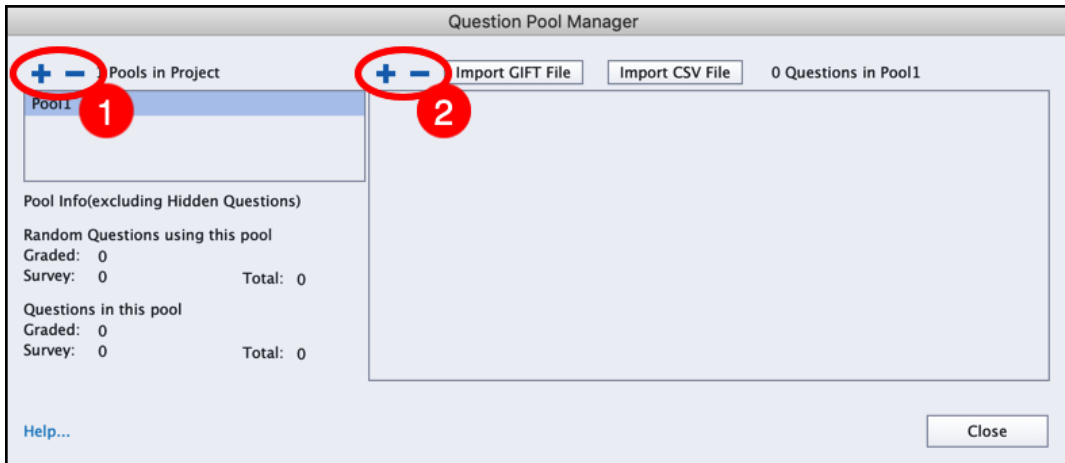 Question Pool Manager
Pools in Project
Import GIFT File
Import CSV File
0 Questions in Pool1
Pool1
1
2
Pool Info(excluding Hidden Questions)
Random Questions using this pool
Graded: 0
Survey: 0 Total: 0
Questions in this pool
Graded: 0
Survey: 0 Total: 0
Help...
Close